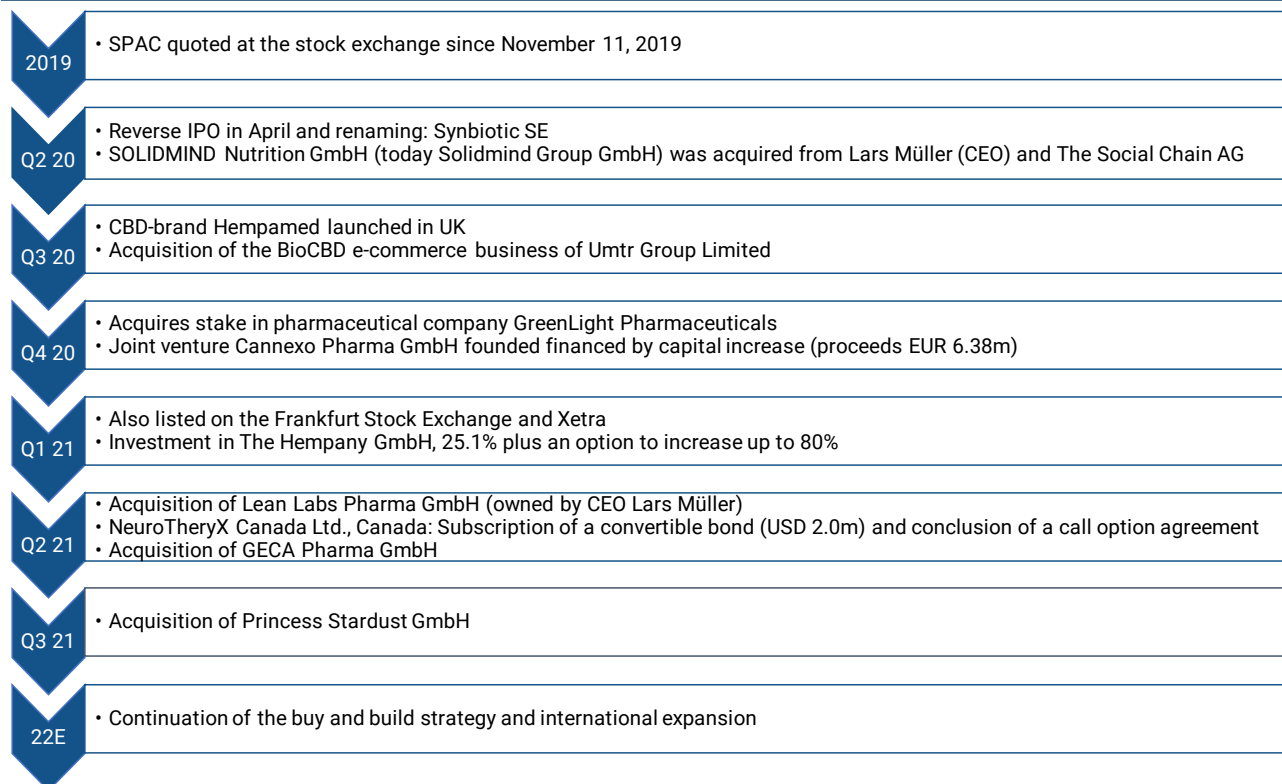 2019
• SPAC quoted at the stock exchange since November 11, 2019
Q2 20
• Reverse IPO in April and renaming: Synbiotic SE
• SOLIDMIND Nutrition GmbH (today Solidmind Group GmbH) was acquired from Lars Müller (CEO) and The Social Chain AG
Q3 20
• CBD-brand Hempamed launched in UK
• Acquisition of the BioCBD e-commerce business of Umtr Group Limited
Q4 20
• Acquires stake in pharmaceutical company GreenLight Pharmaceuticals
• Joint venture Cannexo Pharma GmbH founded financed by capital increase (proceeds EUR 6.38m)
Q1 21
• Also listed on the Frankfurt Stock Exchange and Xetra
• Investment in The Hempany GmbH, 25.1% plus an option to increase up to 80%
Q2 21
• Acquisition of Lean Labs Pharma GmbH (owned by CEO Lars Müller)
• NeuroTheryX Canada Ltd., Canada: Subscription of a convertible bond (USD 2.0m) and conclusion of a call option agreement
• Acquisition of GECA Pharma GmbH
Q3 21
• Acquisition of Princess Stardust GmbH
22E
• Continuation of the buy and build strategy and international expansion